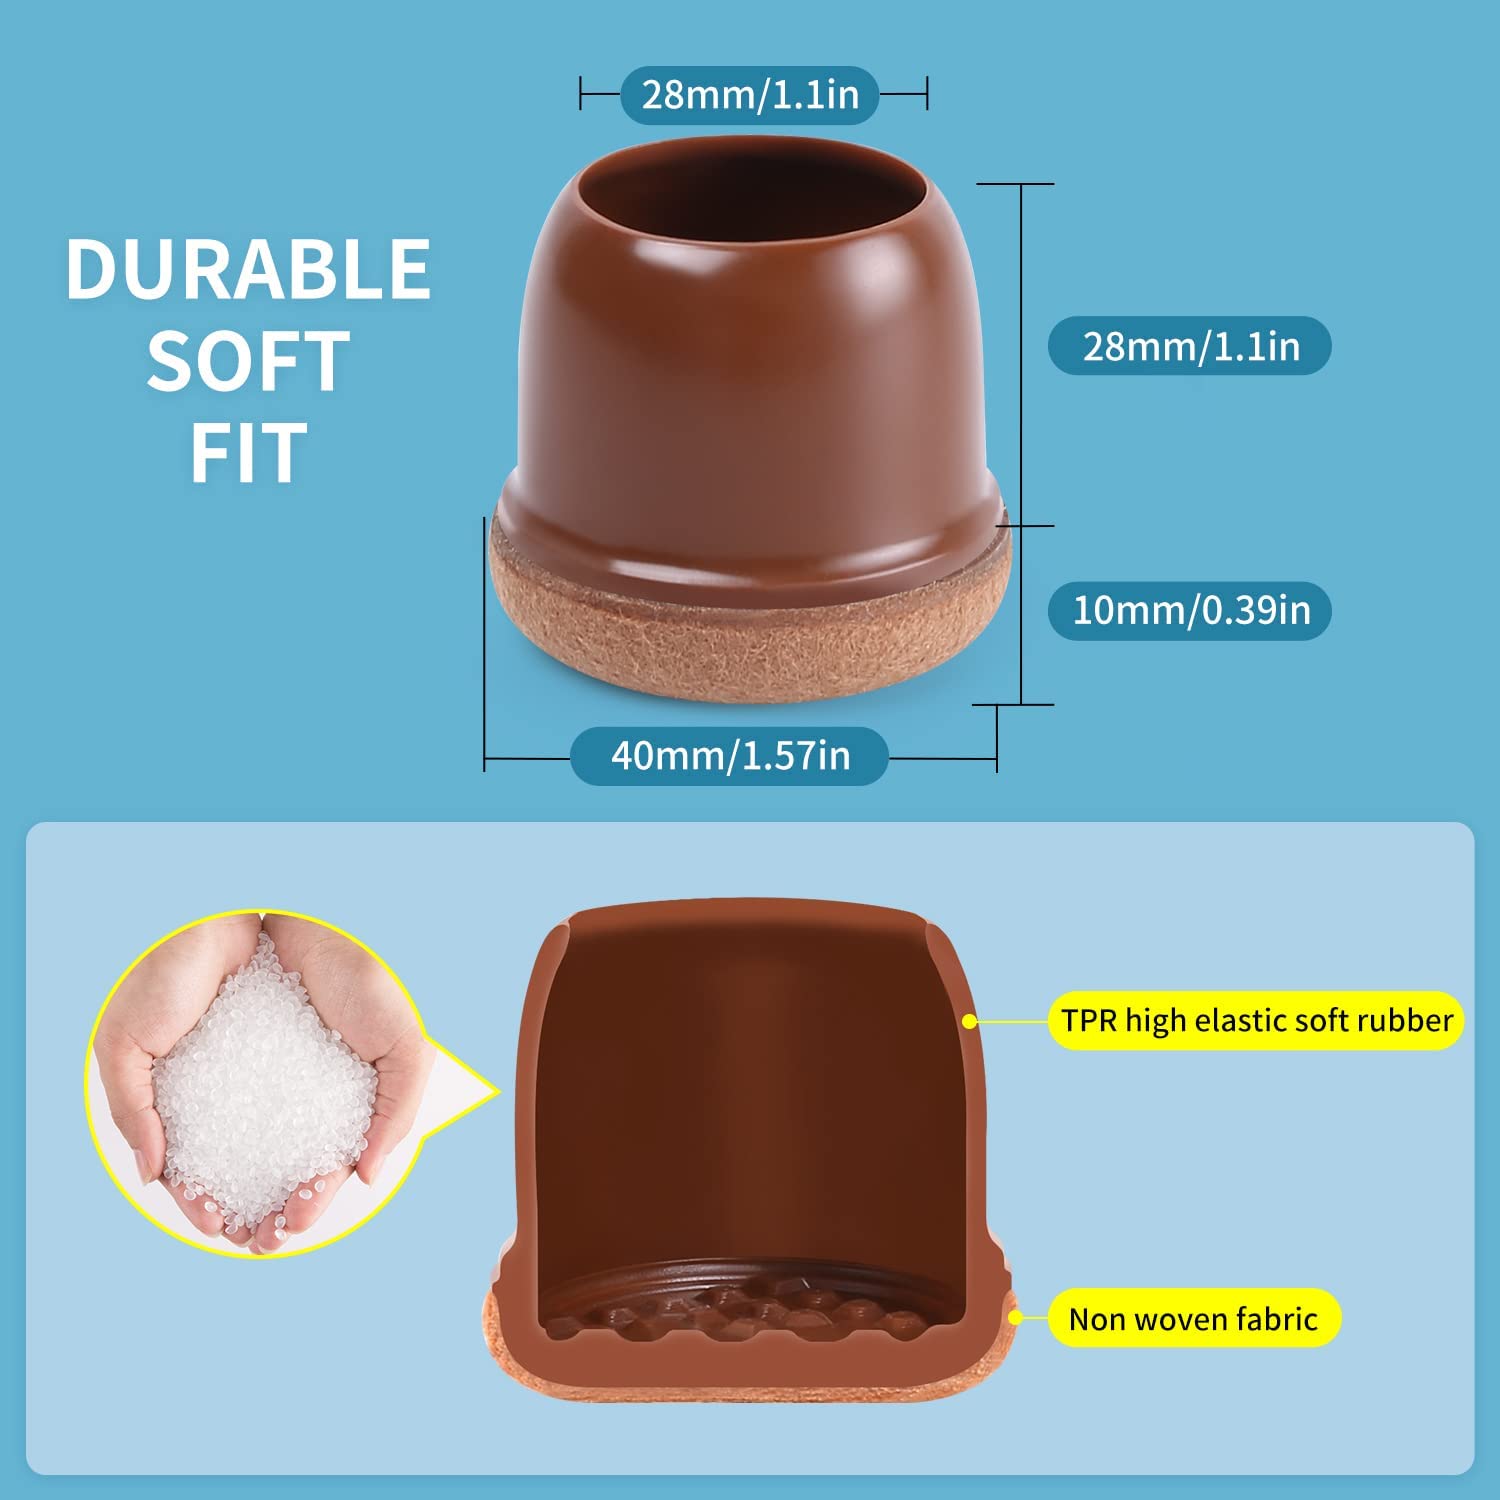 28mm/1.1in
DURABLE
SOFT
FIT
28mm/1.1in
10mm/0.39in
40mm/1.57in
TPR high elastic soft rubber
Non woven fabric